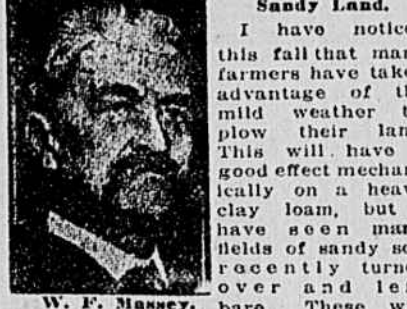 Sandy Land.
I have notice
this fall that man
farmers have take
advantage of th
mild weather t
plow their lan
This will have
good effect mechan
ically on a heav
clay loam, but
have seen man
fields of sandy so
recently turne
over and le
bare. These w
W. F. Massey.